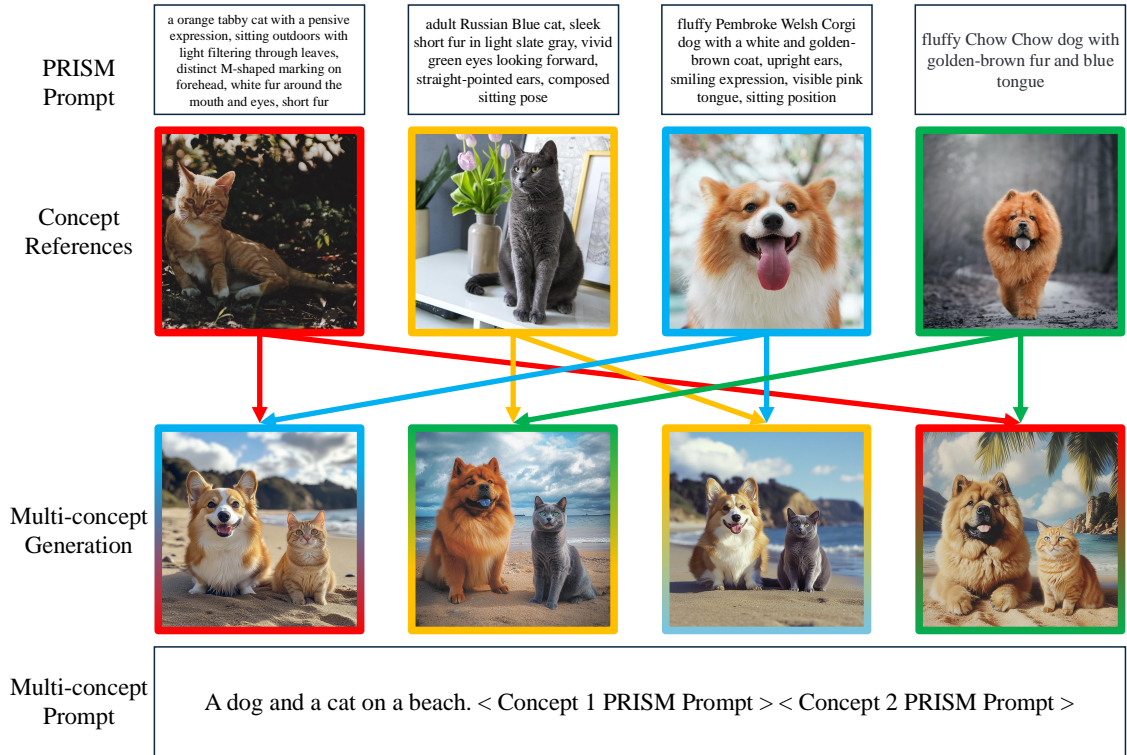 PRISM
Prompt
a orange tabby cat with a pensive
expression, sitting outdoors with
light filtering through leaves,
distinct M-shaped marking on
forehead, white fur around the
mouth and eyes, short fur
adult Russian Blue cat, sleek
short fur in light slate gray, vivid
green eyes looking forward,
straight-pointed ears, composed
sitting pose
fluffy Pembroke Welsh Corgi
dog with a white and golden-
brown coat, upright ears,
smiling expression, visible pink
tongue, sitting position
fluffy Chow Chow dog with
golden-brown fur and blue
tongue
Concept
References
Multi-concept
Generation
Multi-concept
Prompt
A dog and a cat on a beach. < Concept 1 PRISM Prompt > < Concept 2 PRISM Prompt >